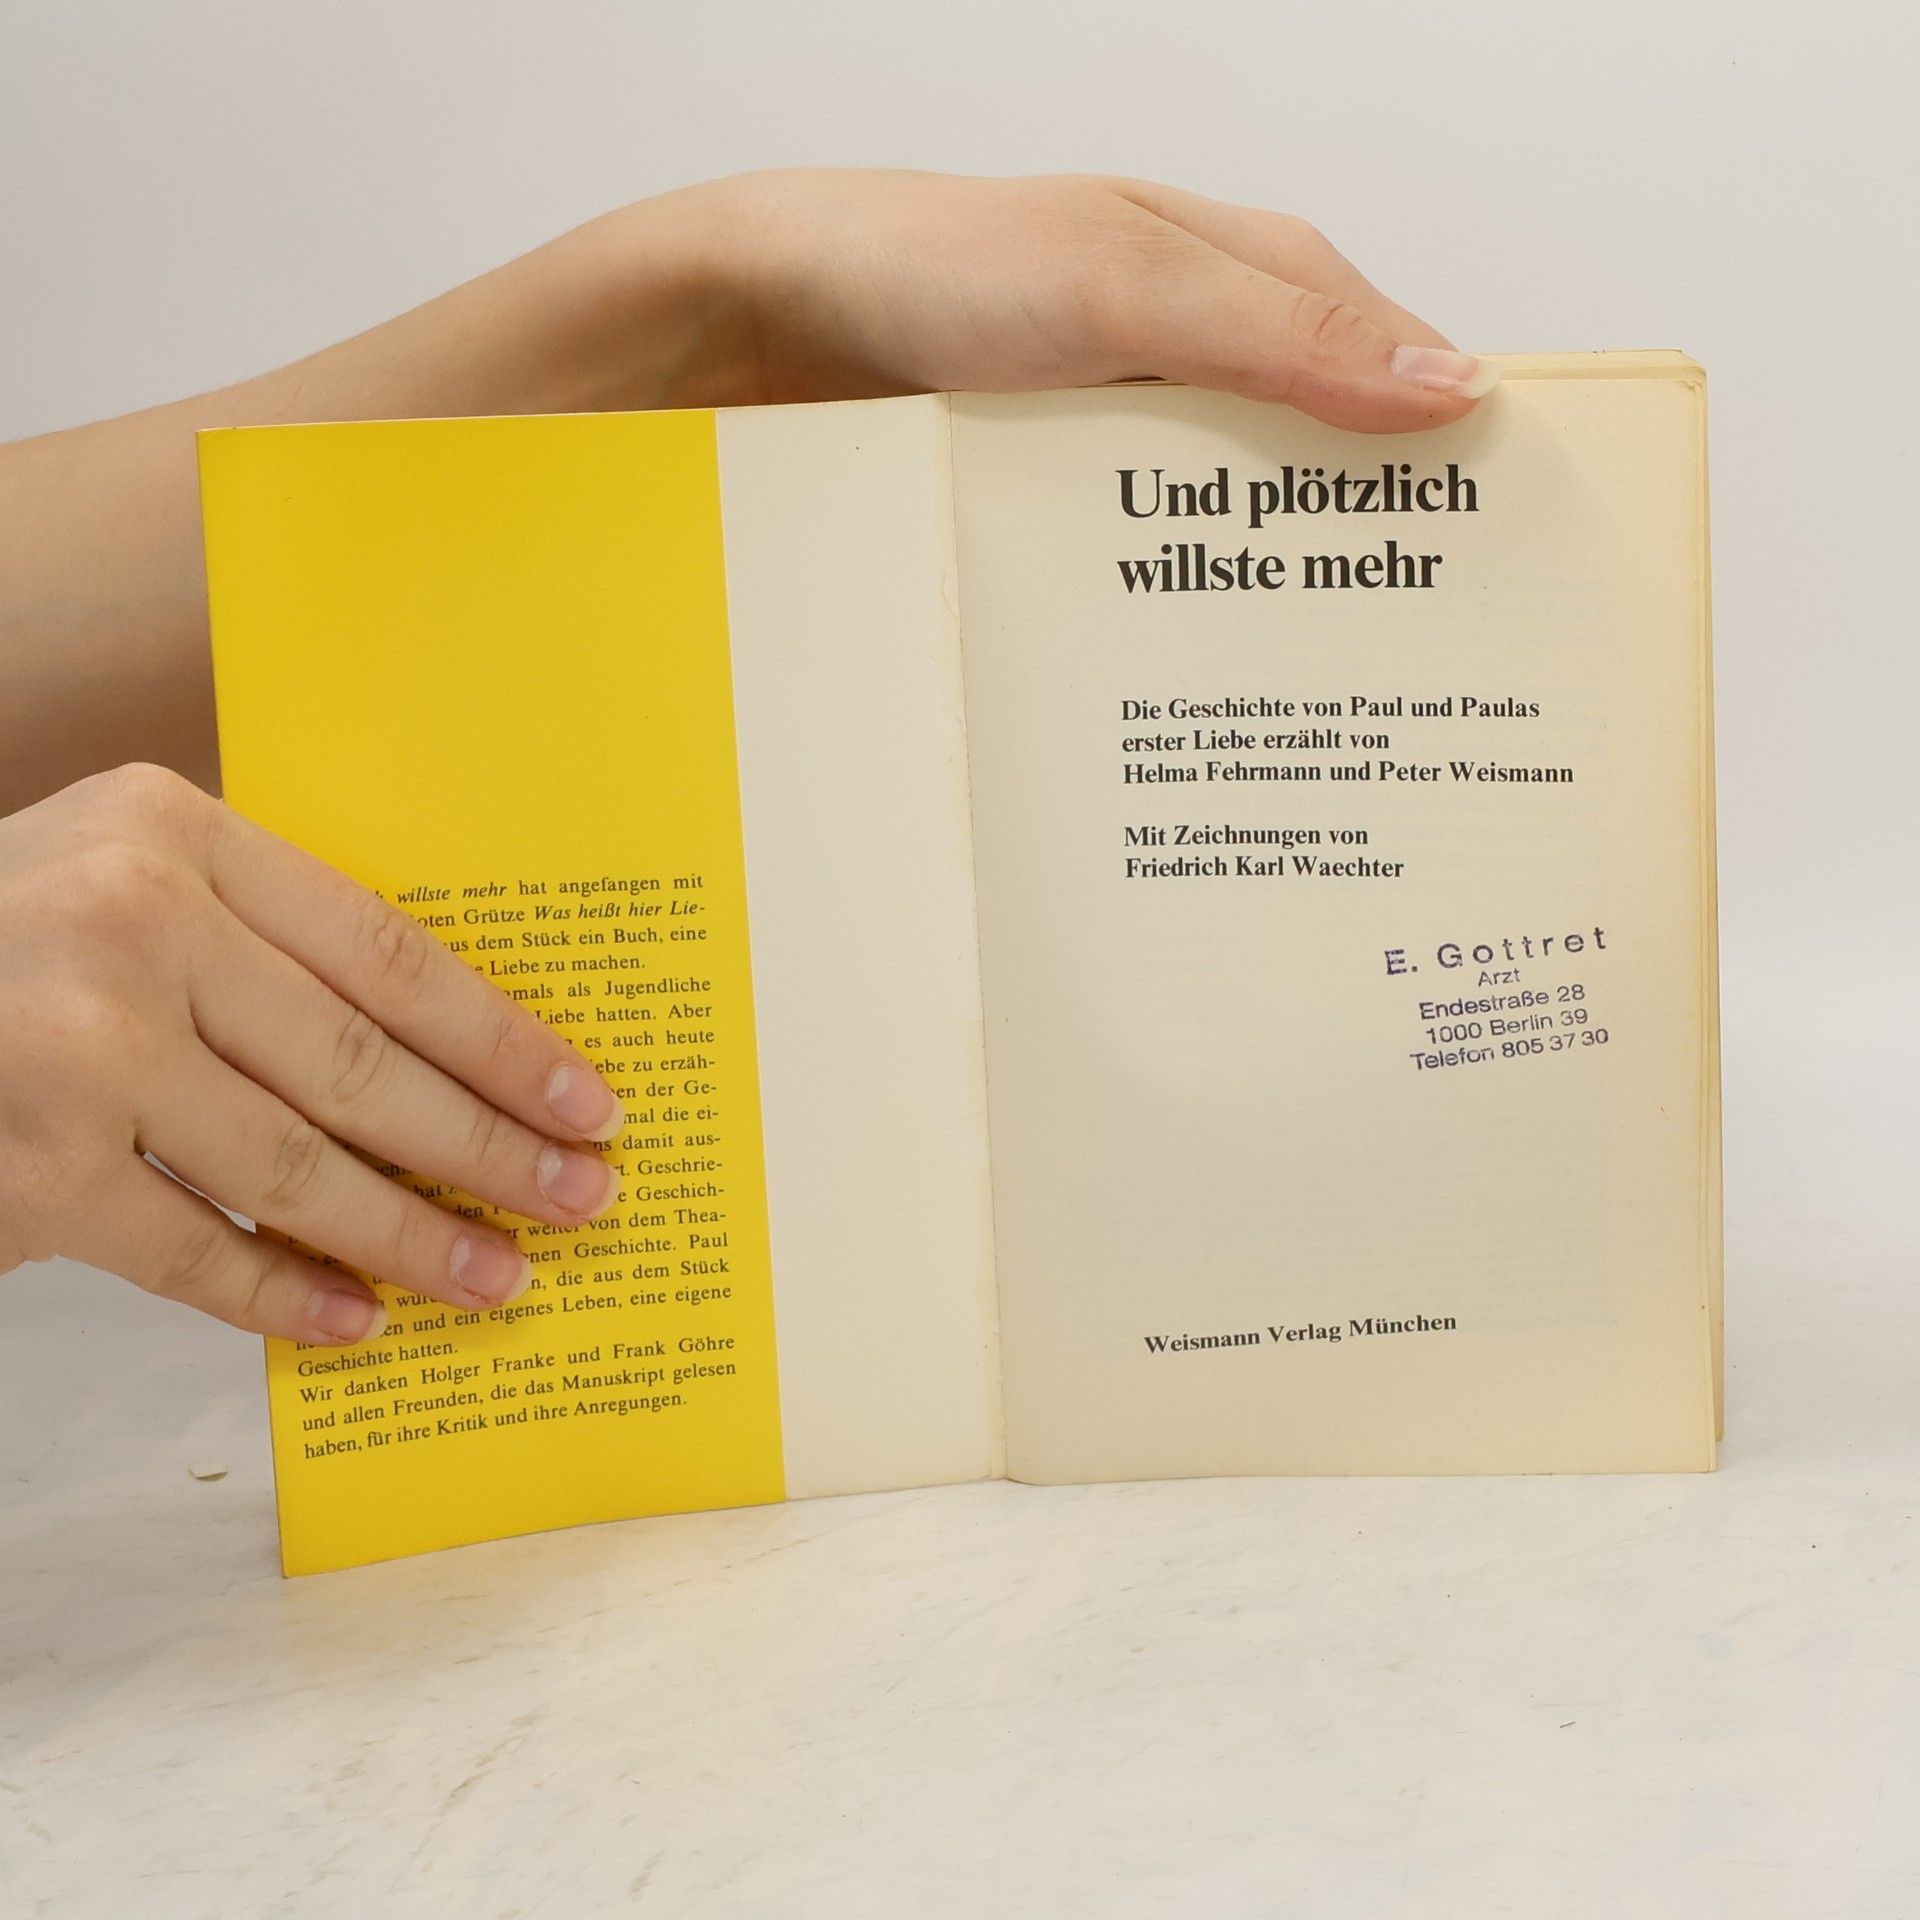 willste mehr hat angefangen mit
Grütze Was heißt hier Lie-
dem Stück ein Buch, eine
Liebe zu machen.
als Jugendliche
Liebe hatten. Aber
es auch heute
zu erzäh-
der Ge-
die ei-
damit aus-
Geschrie-
Geschich-
von dem Thea-
Geschichte. Paul
die aus dem Stück
und ein eigenes Leben, eine eigene
Geschichte hatten.
Wir danken Holger Franke und Frank Göhre
und allen Freunden, die das Manuskript gelesen
haben, für ihre Kritik und ihre Anregungen.
Und plötzlich
willste mehr
Die Geschichte von Paul und Paulas
erster Liebe erzählt von
Helma Fehrmann und Peter Weismann
Mit Zeichnungen von
Friedrich Karl Waechter
E. Gottret
Arzt
Endestraße 28
1000 Berlin 39
Telefon 805 37 30
Weismann Verlag München